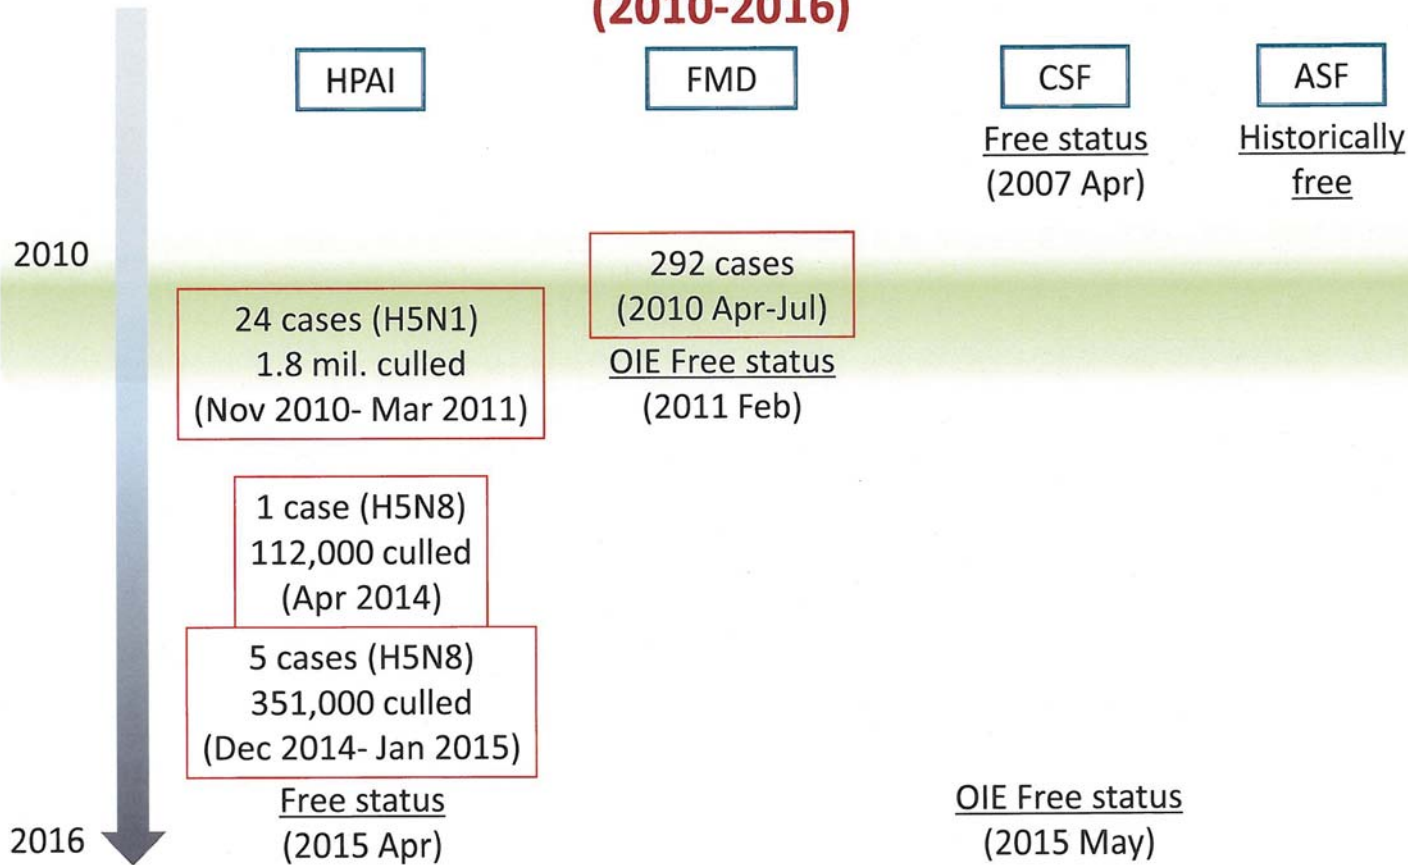 (2010-2016)
HPAI
FMD
CSF
ASF
Free status
(2007 Apr)
Historically
free
2010
292 cases
(2010 Apr-Jul)
OIE Free status
(2011 Feb)
24 cases (H5N1)
1.8 mil. culled
(Nov 2010- Mar 2011)
1 case (H5N8)
112,000 culled
(Apr 2014)
5 cases (H5N8)
351,000 culled
(Dec 2014- Jan 2015)
Free status
(2015 Apr)
OIE Free status
(2015 May)
2016